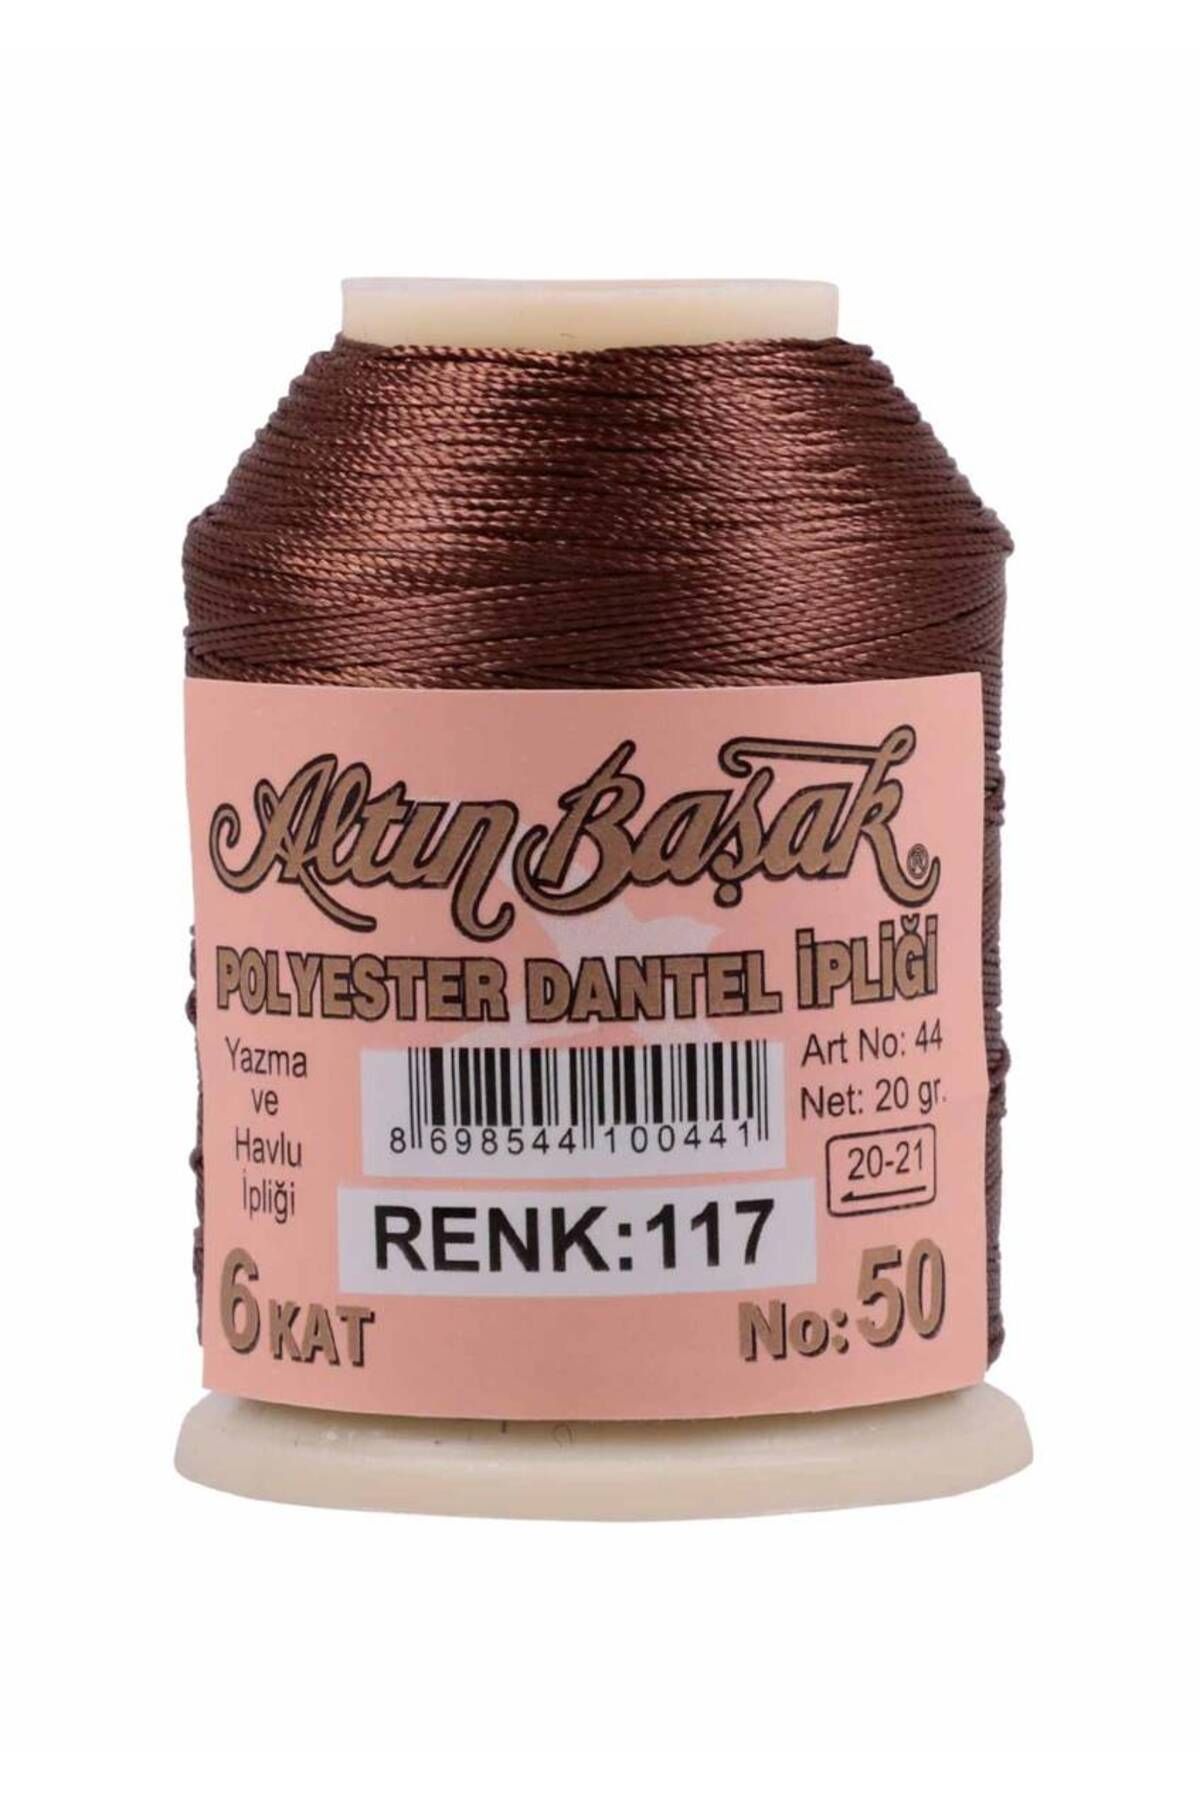 Altın Başak ®
POLYESTER DANTEL İPLİĞİ
Yazma
ve
Havlu
İpliği
8 698544 100441
Art No: 44
Net: 20 gr.
20-21
RENK:117
6 KAT
No: 50